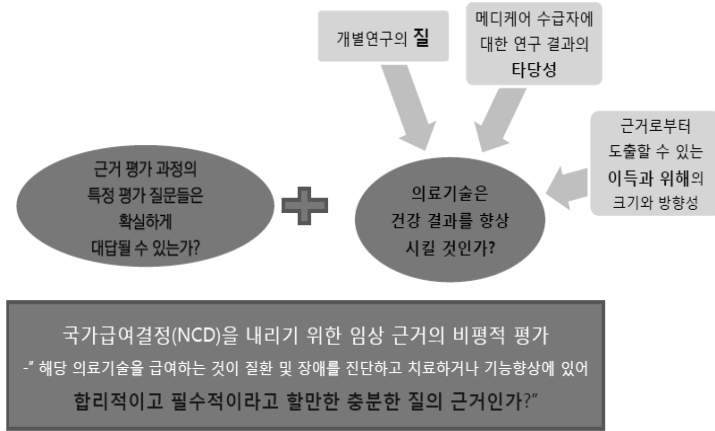 개별연구의 질
메디케어 수급자에
대한 연구 결과의
타당성
근거로부터
도출할 수 있는
이득과 위해의
크기와 방향성
근거 평가 과정의
특정 평가 질문들은
확실하게
대답될 수 있는가?
의료기술은
건강 결과를 향상
시킬 것인가?
국가급여결정(NCD)을 내리기 위한 임상 근거의 비평적 평가
-" 해당 의료기술을 급여하는 것이 질환 및 장애를 진단하고 치료하거나 기능향상에 있어
합리적이고 필수적이라고 할만한 충분한 질의 근거인가?"